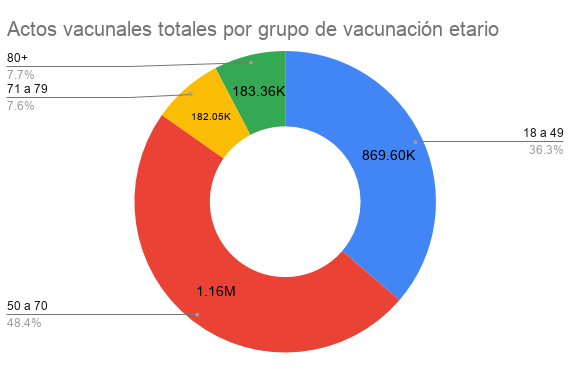 Actos vacunales totales por grupo de vacunación etario
80+
7.7%
71 a 79
7.6%
183.36K
182.05K
18 a 49
36.3%
869.60K
1.16M
50 a 70
48.4%